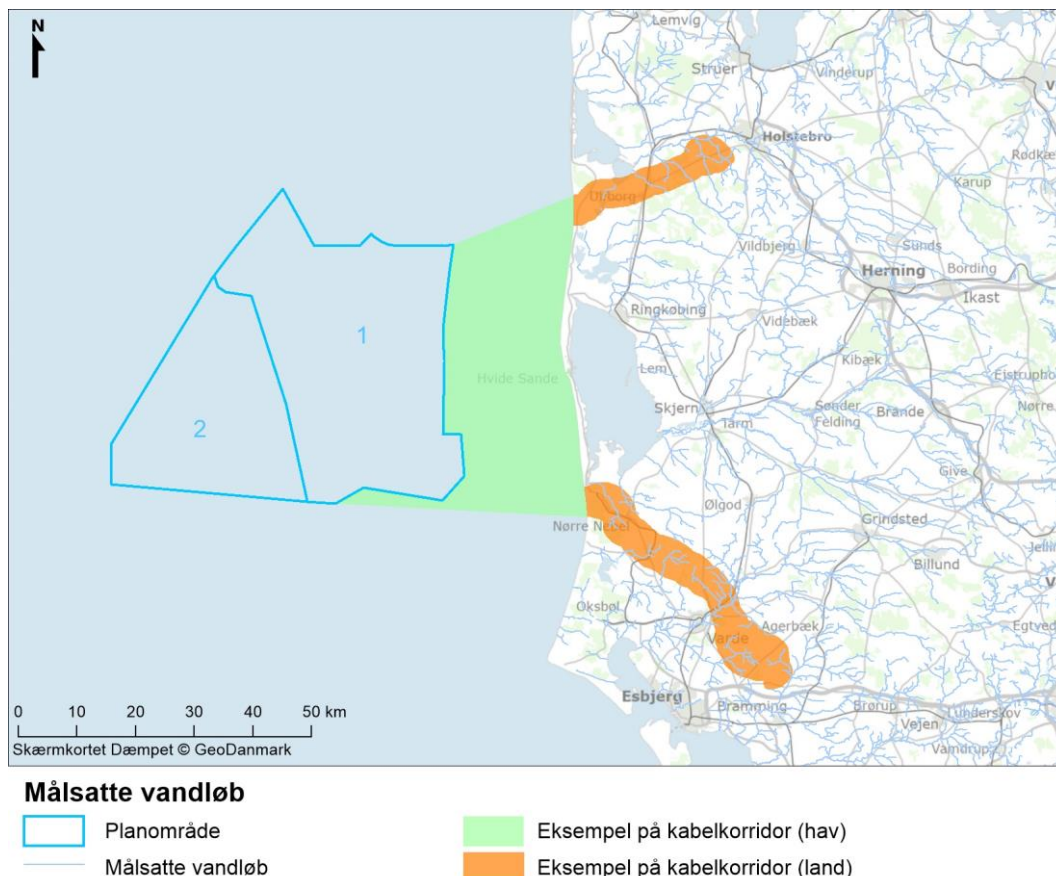 N
Lemvig
Struer
Vinderup
V
Holstebro
Rødkæ
Ulfborg
Karup
Vildbjerg
Sunds
1
Herning
Bording
Ikast
Ringkøbing
Videbæk
Kibæk
Lem
Hvide Sande
Ejstrupho
2
Skjern
Sønder
Felding
Brande
Nørre
Tarm
Give
Ølgod
Nørre Nebel
Grindsted
Jelling
Billund
V
Oksbøl
Varde
Agerbæk
Egtved
Esbjerg
0 10 20 30 40 50 km
Bramming
Brørup
Lunderskov
Vejen
Skærmkortet Dæmpet © GeoDanmark
Vamdrup
Målsatte vandløb
Planområde
Eksempel på kabelkorridor (hav)
Målsatte vandløb
Eksempel på kabelkorridor (land)